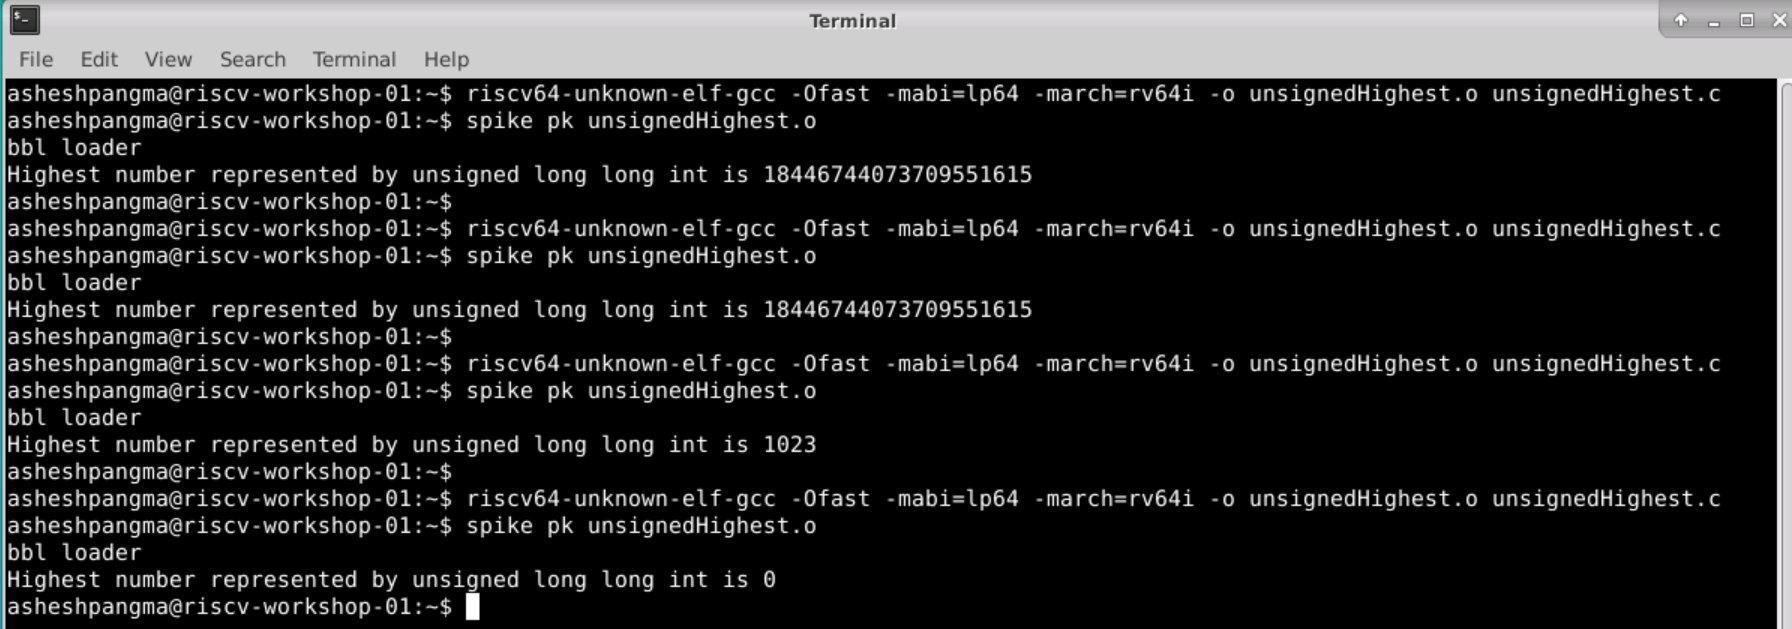 $_
Terminal
File Edit View Search Terminal Help
asheshpangma@riscv-workshop-01:~$ riscv64-unknown-elf-gcc -Ofast -mabi=lp64 -march=rv64i -o unsignedHighest.o unsignedHighest.c
asheshpangma@riscv-workshop-01:~$ spike pk unsignedHighest.o
bbl loader
Highest number represented by unsigned long long int is 18446744073709551615
asheshpangma@riscv-workshop-01:~$
asheshpangma@riscv-workshop-01:~$ riscv64-unknown-elf-gcc -Ofast -mabi=lp64 -march=rv64i -o unsignedHighest.o unsignedHighest.c
asheshpangma@riscv-workshop-01:~$ spike pk unsignedHighest.o
bbl loader
Highest number represented by unsigned long long int is 18446744073709551615
asheshpangma@riscv-workshop-01:~$
asheshpangma@riscv-workshop-01:~$ riscv64-unknown-elf-gcc -Ofast -mabi=lp64 -march=rv64i -o unsignedHighest.o unsignedHighest.c
asheshpangma@riscv-workshop-01:~$ spike pk unsignedHighest.o
bbl loader
Highest number represented by unsigned long long int is 1023
asheshpangma@riscv-workshop-01:~$
asheshpangma@riscv-workshop-01:~$ riscv64-unknown-elf-gcc -Ofast -mabi=lp64 -march=rv64i -o unsignedHighest.o unsignedHighest.c
asheshpangma@riscv-workshop-01:~$ spike pk unsignedHighest.o
bbl loader
Highest number represented by unsigned long long int is 0
asheshpangma@riscv-workshop-01:~$